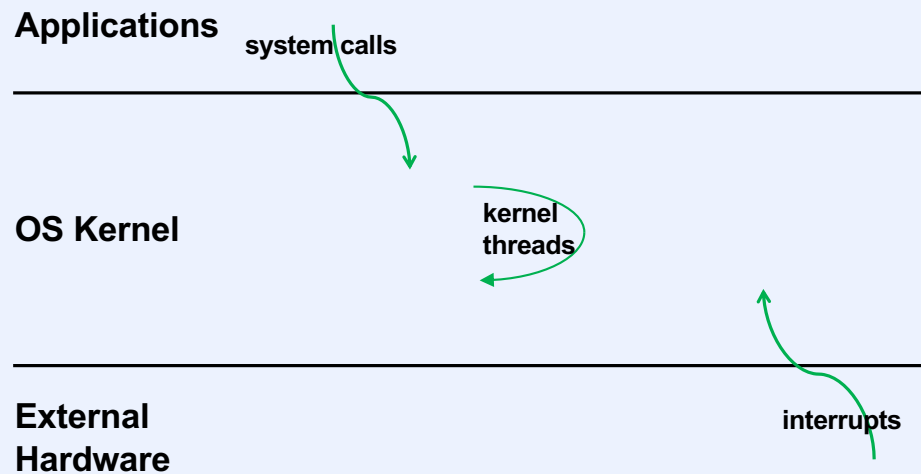 Applications
system calls
OS Kernel
kernel
threads
External
Hardware
interrupts